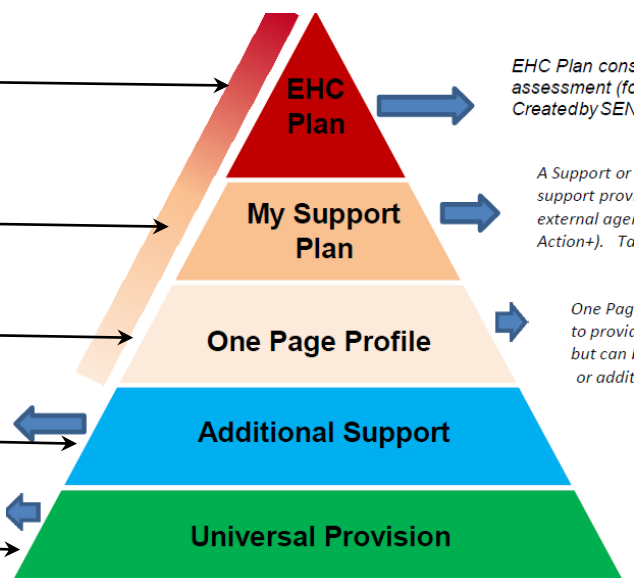 EHC
Plan
EHC Plan cons
assessment (fo
Created by SEN
My Support
Plan
A Support or
support provi
external agen
Action+). Ta
One Page Profile
One Pag
to provid
but can b
or addit
Additional Support
Universal Provision